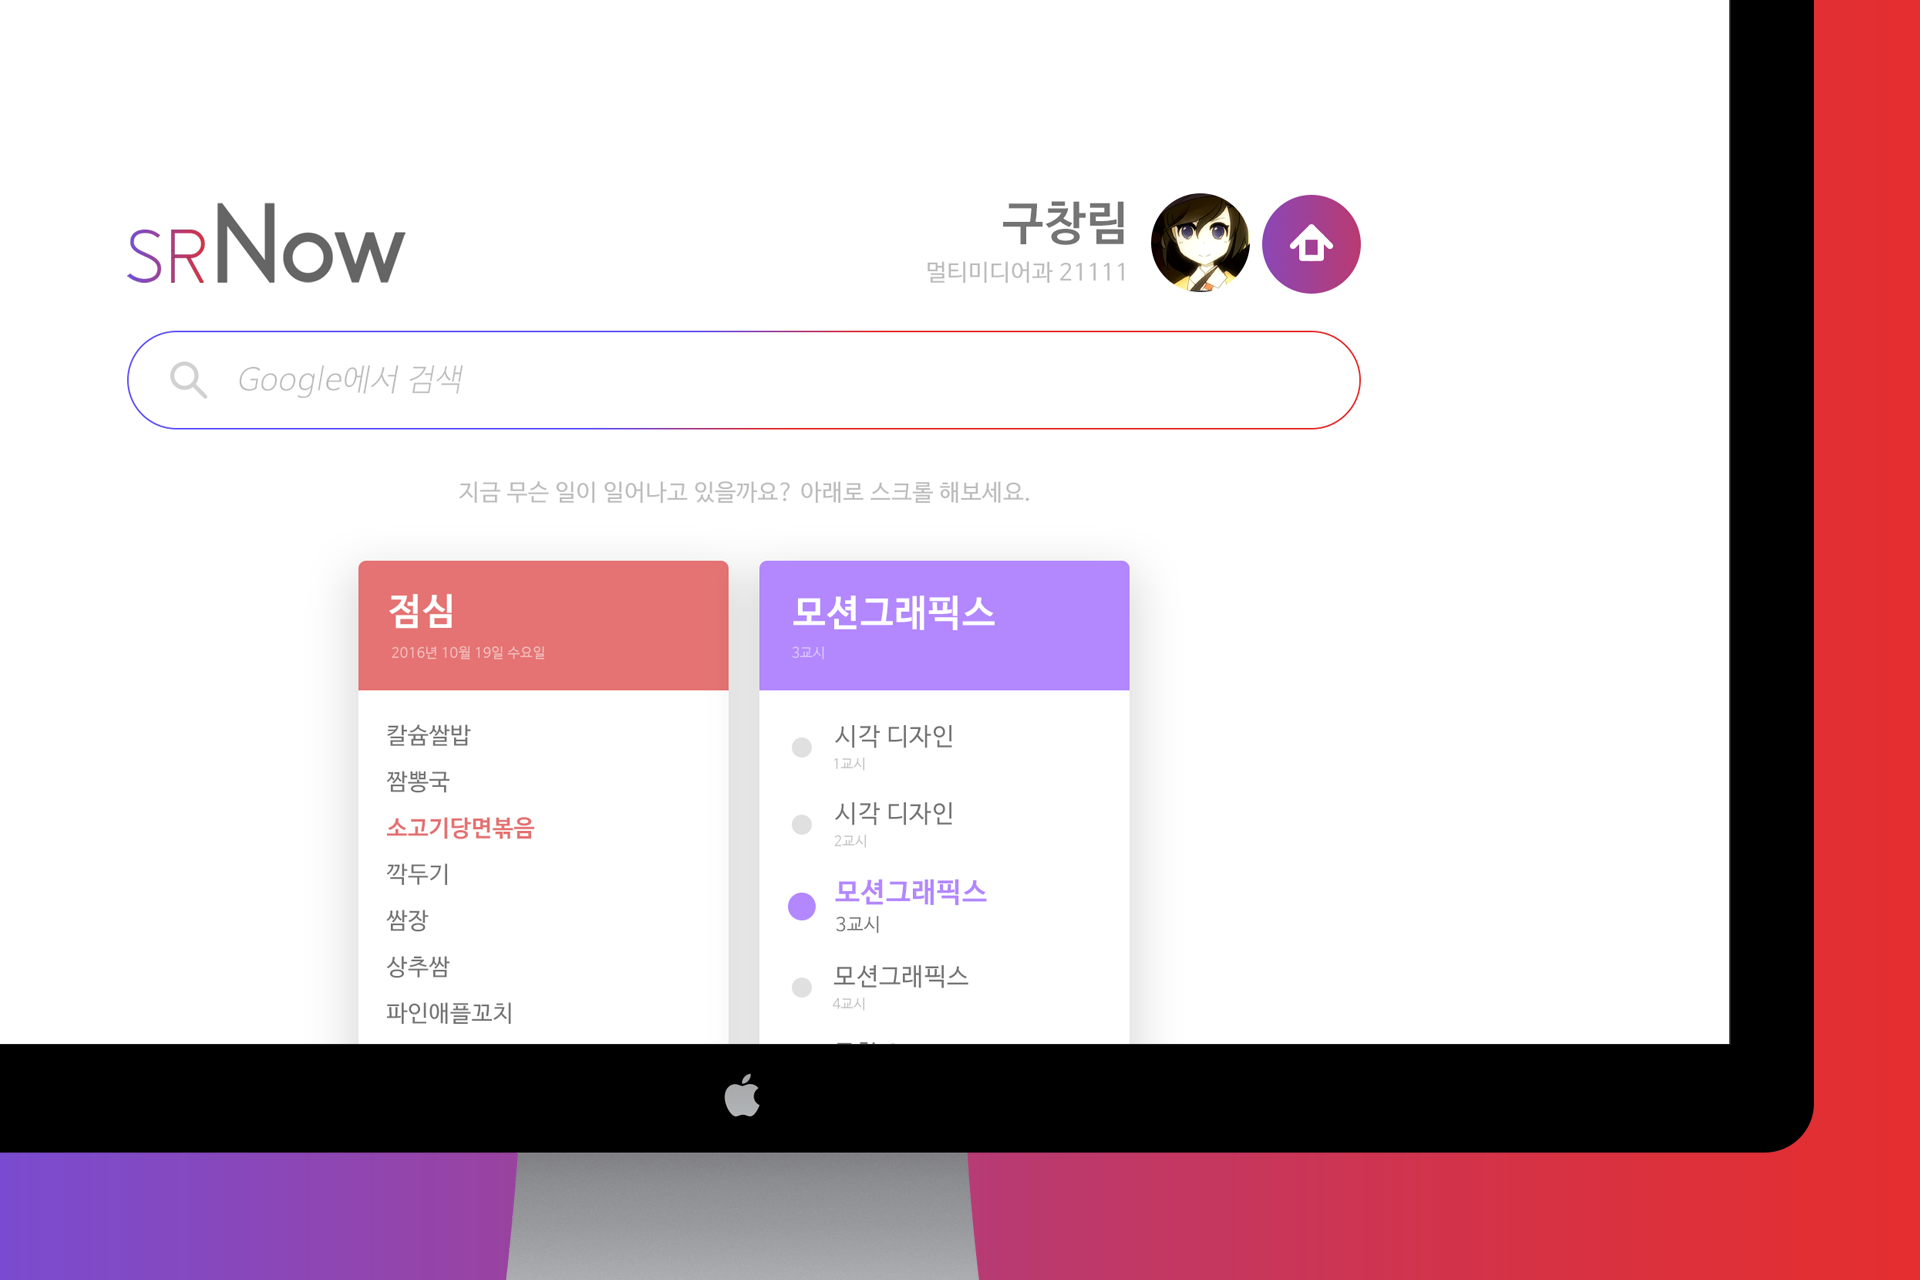 SRNow
구창림
멀티미디어과 21111
Google에서 검색
지금 무슨 일이 일어나고 있을까요? 아래로 스크롤 해보세요.
점심
2016년 10월 19일 수요일
칼슘쌀밥
짬뽕국
소고기당면볶음
깍두기
쌈장
상추쌈
파인애플꼬치
모션그래픽스
3교시
시각 디자인
1교시
시각 디자인
2교시
모션그래픽스
3교시
모션그래픽스
4교시